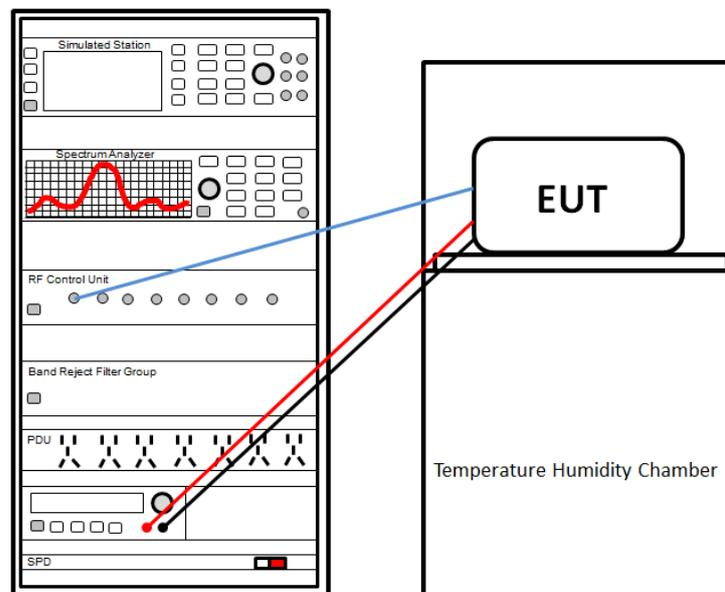 Simulated Station
Spectrum Analyzer
EUT
RF Control Unit
Band Reject Filter Group
PDU
Temperature Humidity Chamber
SPD